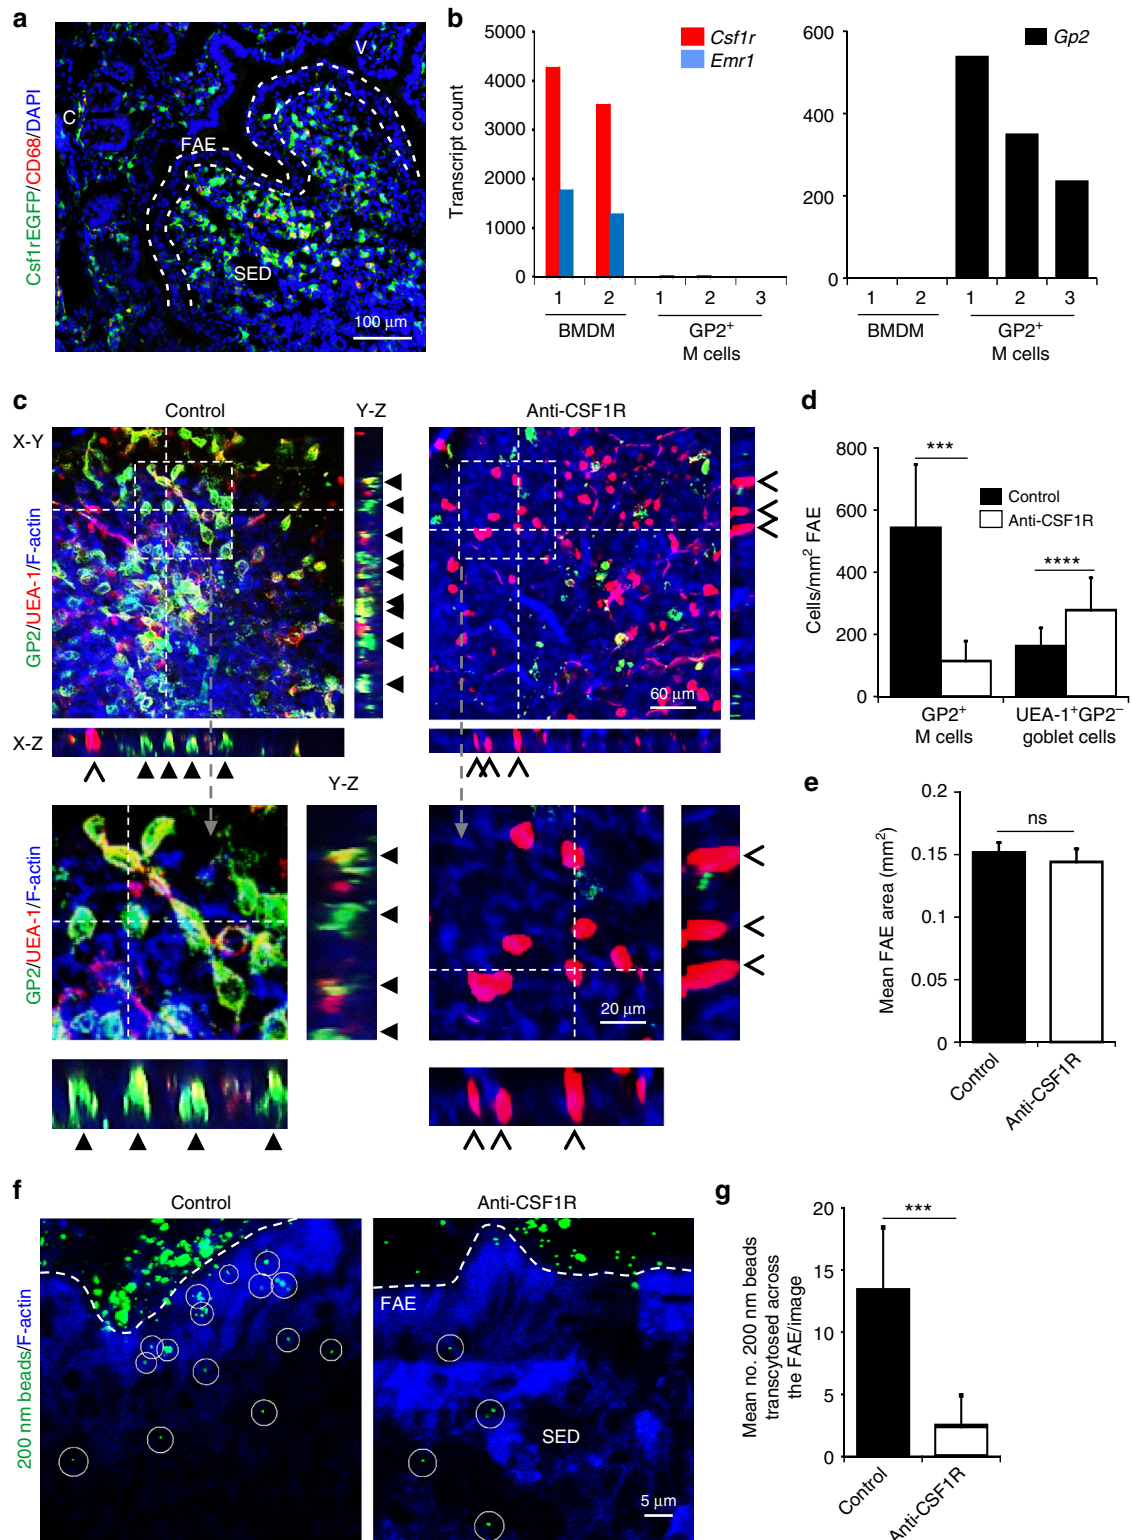 a
Csf1rEGFP/CD68/DAPI
V
C
FAE
SED
100 μm
b
Transcript count
5000
4000
3000
2000
1000
0
Csf1r
Emr1
1 2 1 2 3
BMDM GP2⁺
M cells
600
400
200
0
Gp2
1 2 1 2 3
BMDM GP2⁺
M cells
c
Control Y-Z Anti-CSF1R
X-Y
GP2/UEA-1/F-actin
60 μm
X-Z
Y-Z
GP2/UEA-1/F-actin
20 μm
d
Cells/mm² FAE
800
600
400
200
0
***
Control
Anti-CSF1R
****
GP2⁺ UEA-1⁺GP2⁻
M cells goblet cells
e
Mean FAE area (mm²)
0.2
0.15
0.1
0.05
0
ns
Control
Anti-CSF1R
f
Control Anti-CSF1R
200 nm beads/F-actin
FAE
SED
5 μm
g
Mean no. 200 nm beads
transcytosed across
the FAE/image
20
15
10
5
0
***
Control
Anti-CSF1R